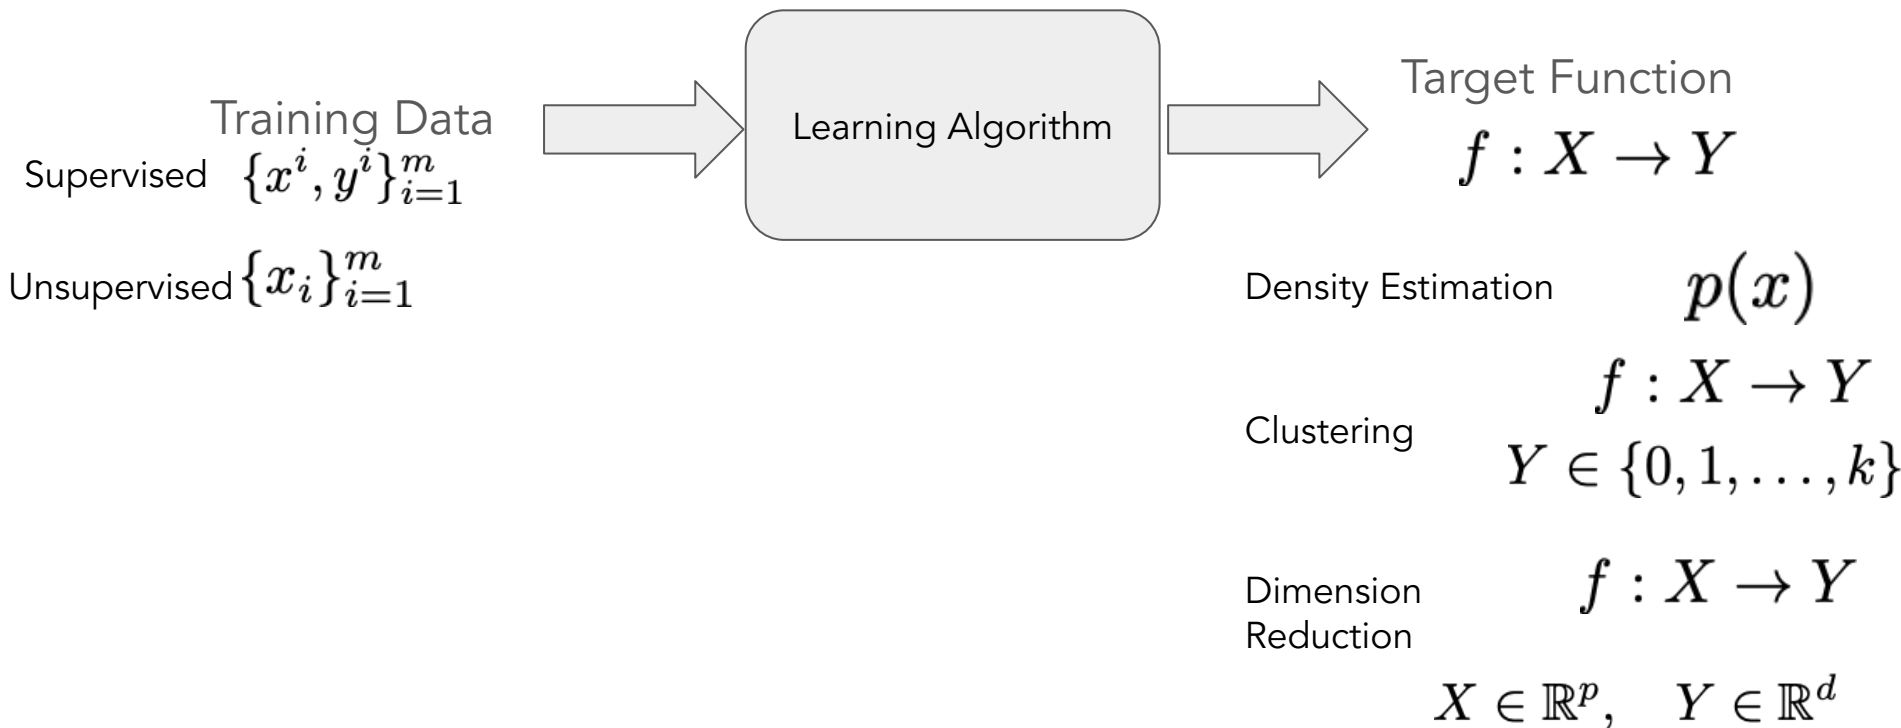 Training Data
Supervised {x^i, y^i}_{i=1}^m
Unsupervised {x_i}_{i=1}^m
Learning Algorithm
Target Function
f : X → Y
Density Estimation p(x)
Clustering
f : X → Y
Y ∈ {0, 1, . . . , k}
Dimension
Reduction
f : X → Y
X ∈ ℝ^p, Y ∈ ℝ^d